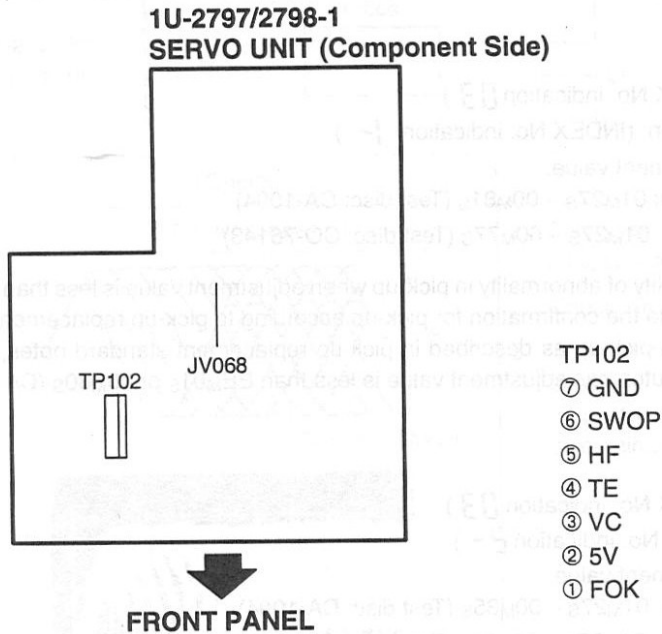 1U-2797/2798-1
SERVO UNIT (Component Side)
JV068
TP102
TP102
⑦ GND
⑥ SWOP
⑤ HF
④ TE
③ VC
② 5V
① FOK
FRONT PANEL